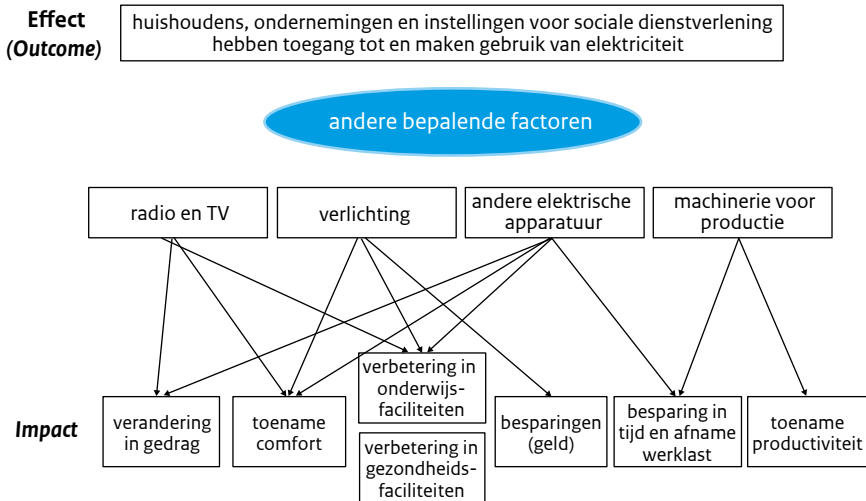 Effect
(Outcome)
huishoudens, ondernemingen en instellingen voor sociale dienstverlening
hebben toegang tot en maken gebruik van elektriciteit
andere bepalende factoren
radio en TV
verlichting
andere elektrische
apparatuur
machinerie voor
productie
Impact
verandering
in gedrag
toename
comfort
verbetering in
onderwijs-
faciliteiten
verbetering in
gezondheids-
faciliteiten
besparingen
(geld)
besparing in
tijd en afname
werklast
toename
productiviteit